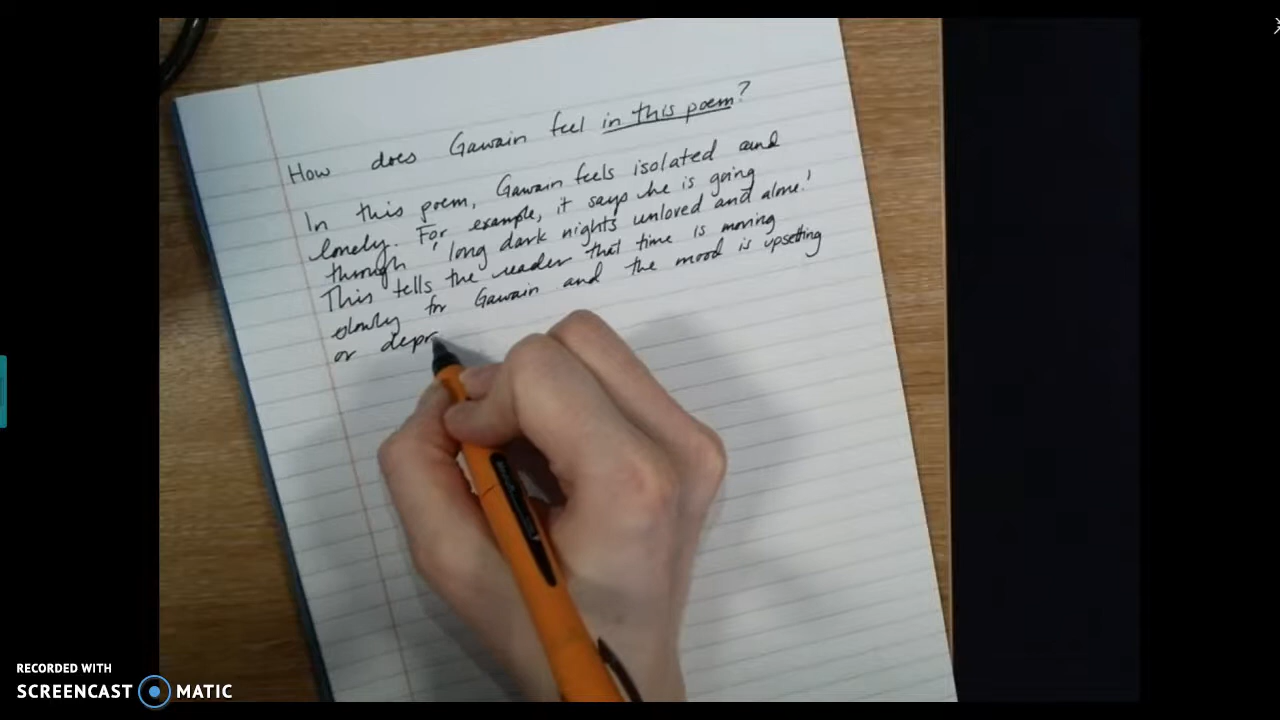 How does Gawain feel in this poem?
In this poem, Gawain feels isolated and
lonely. For example, it says he is going
through 'long dark nights unloved and alone.'
This tells the reader that time is moving
slowly for Gawain and the mood is upsetting
or depr
RECORDED WITH
SCREENCAST MATIC